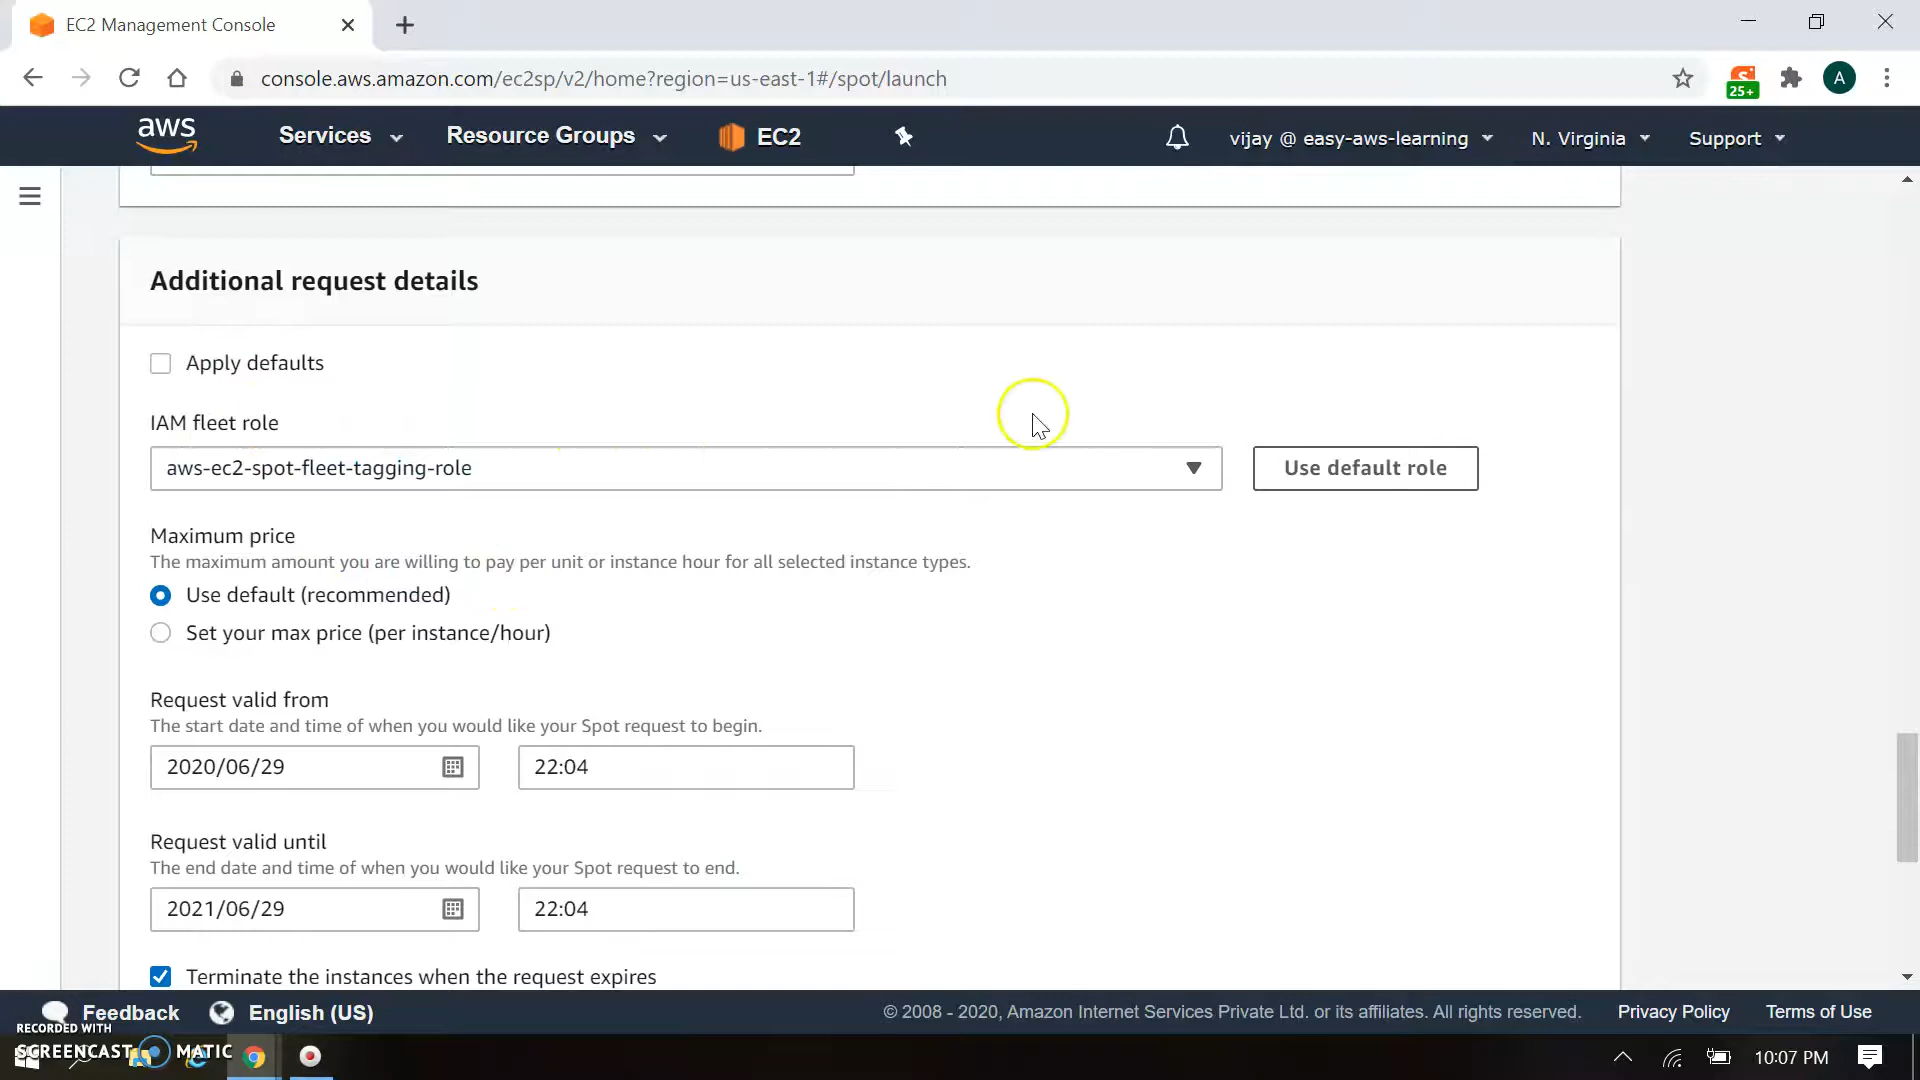 EC2 Management Console
console.aws.amazon.com/ec2sp/v2/home?region=us-east-1#/spot/launch
25+
A
aws
Services
Resource Groups
EC2
vijay @ easy-aws-learning
N. Virginia
Support
Additional request details
Apply defaults
IAM fleet role
aws-ec2-spot-fleet-tagging-role
Use default role
Maximum price
The maximum amount you are willing to pay per unit or instance hour for all selected instance types.
Use default (recommended)
Set your max price (per instance/hour)
Request valid from
The start date and time of when you would like your Spot request to begin.
2020/06/29
22:04
Request valid until
The end date and time of when you would like your Spot request to end.
2021/06/29
22:04
Terminate the instances when the request expires
Feedback
English (US)
© 2008 - 2020, Amazon Internet Services Private Ltd. or its affiliates. All rights reserved.
Privacy Policy
Terms of Use
RECORDED WITH
SCREENCAST MATIC
10:07 PM